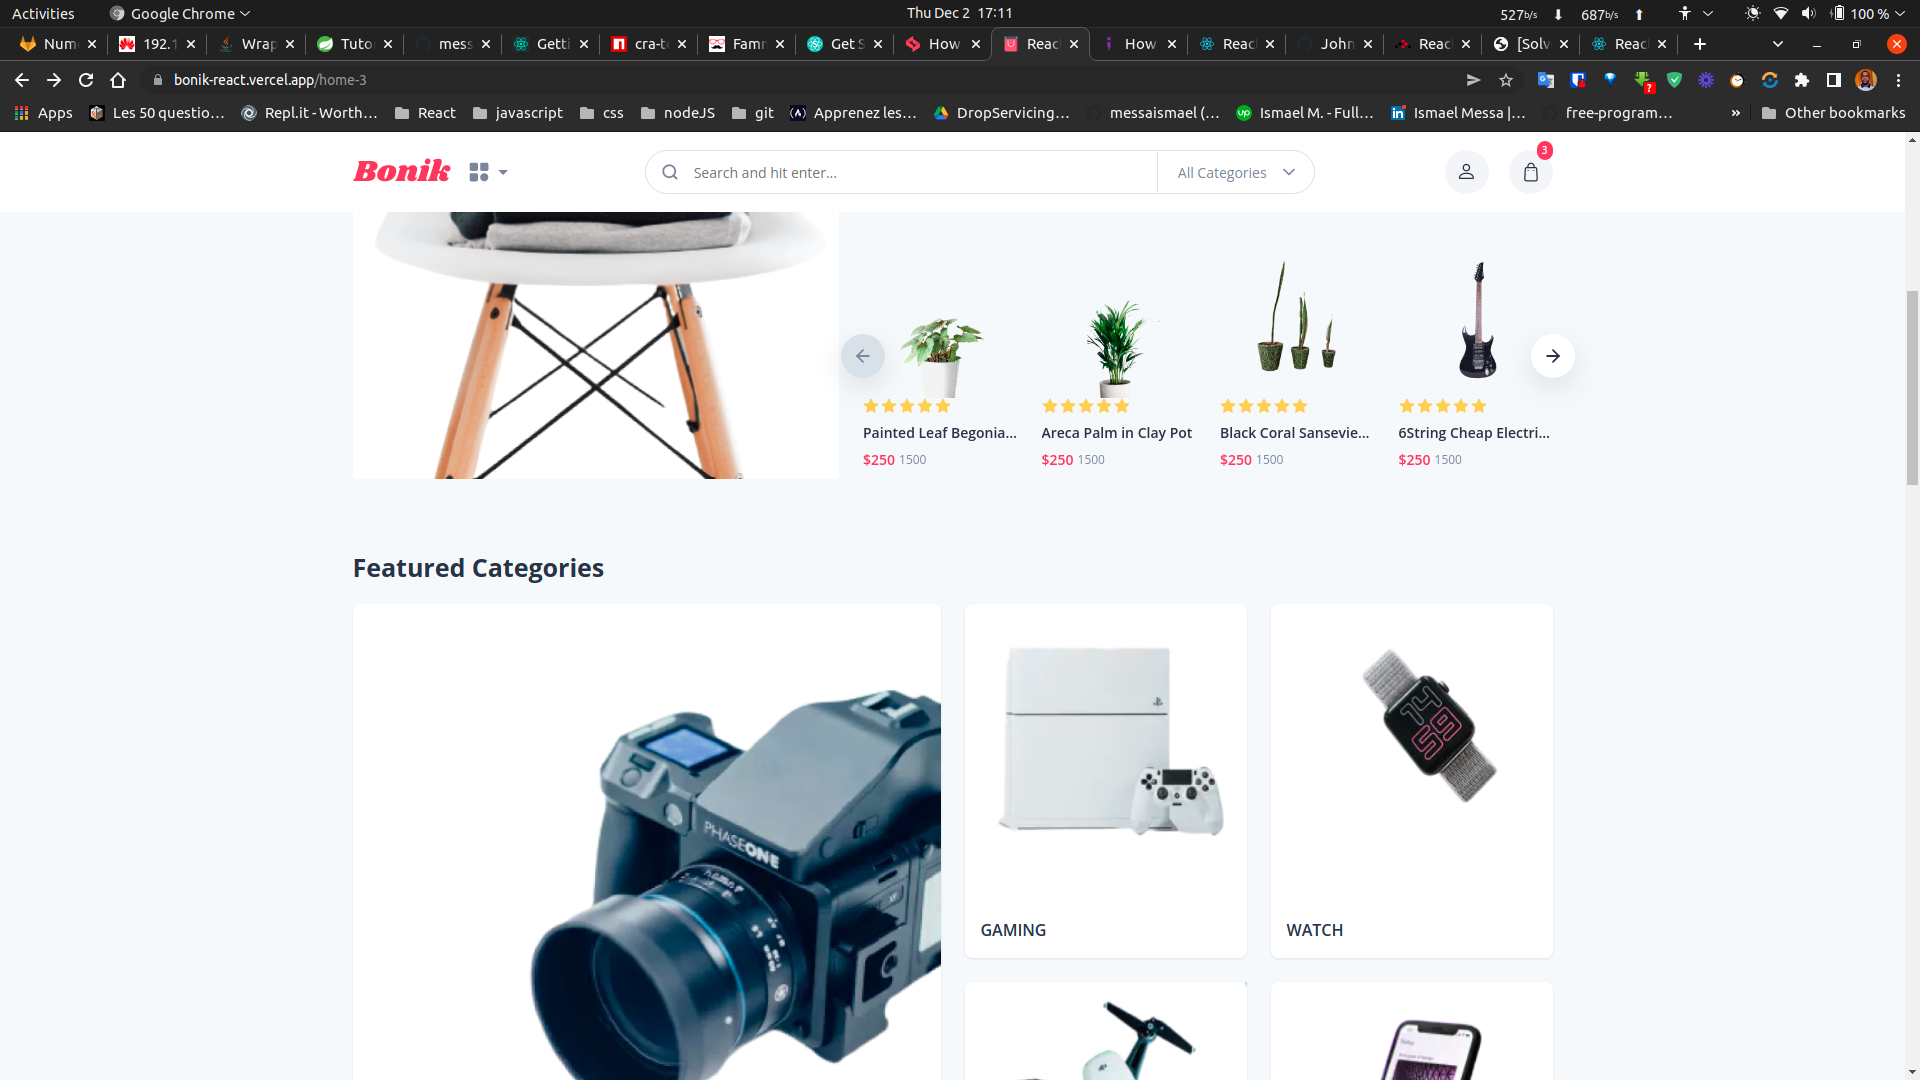 Activities Google Chrome Thu Dec 2 17:11 527b/s 687b/s 100 %
Num 192.1 Wrap Tuto mess Getti cra-t Famr Get S How Reac How Reac John Reac [Solv Reac
bonik-react.vercel.app/home-3
Apps Les 50 questio... Repl.it - Worth... React javascript css nodeJS git Apprenez les... DropServicing... messaismael (... Ismael M. - Full... Ismael Messa |... free-program... » Other bookmarks
Bonik Search and hit enter... All Categories 3
Painted Leaf Begonia... Areca Palm in Clay Pot Black Coral Sansevie... 6String Cheap Electri...
$250 1500 $250 1500 $250 1500 $250 1500
Featured Categories
PHASEONE
14
59
GAMING WATCH